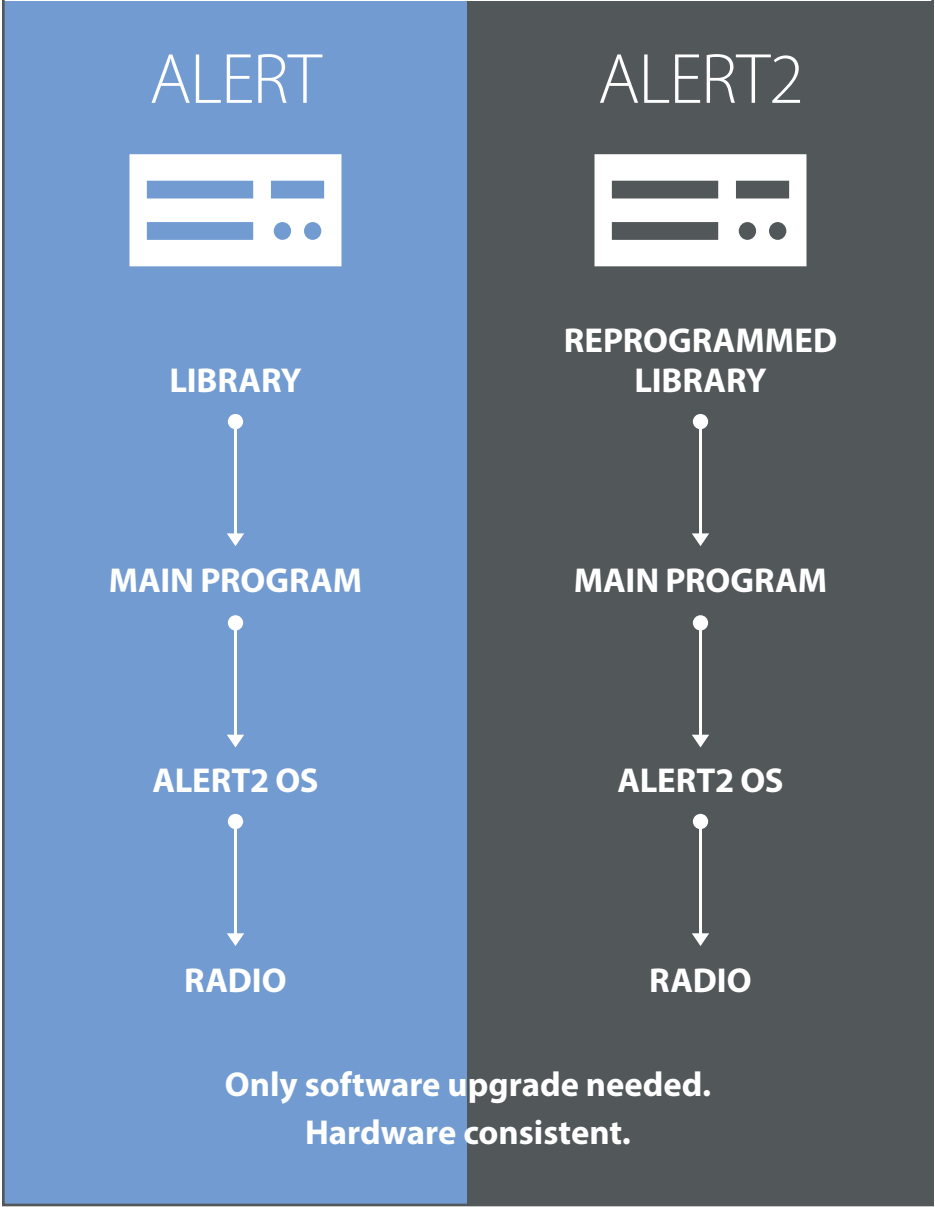 ALERT
LIBRARY
MAIN PROGRAM
ALERT2 OS
RADIO
ALERT2
REPROGRAMMED
LIBRARY
MAIN PROGRAM
ALERT2 OS
RADIO
Only software upgrade needed.
Hardware consistent.